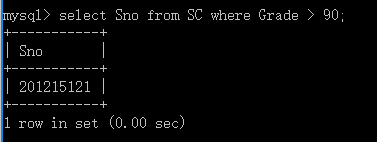 mysql> select Sno from SC where Grade > 90;
+-----------+
| Sno       |
+-----------+
| 201215121 |
+-----------+
1 row in set (0.00 sec)